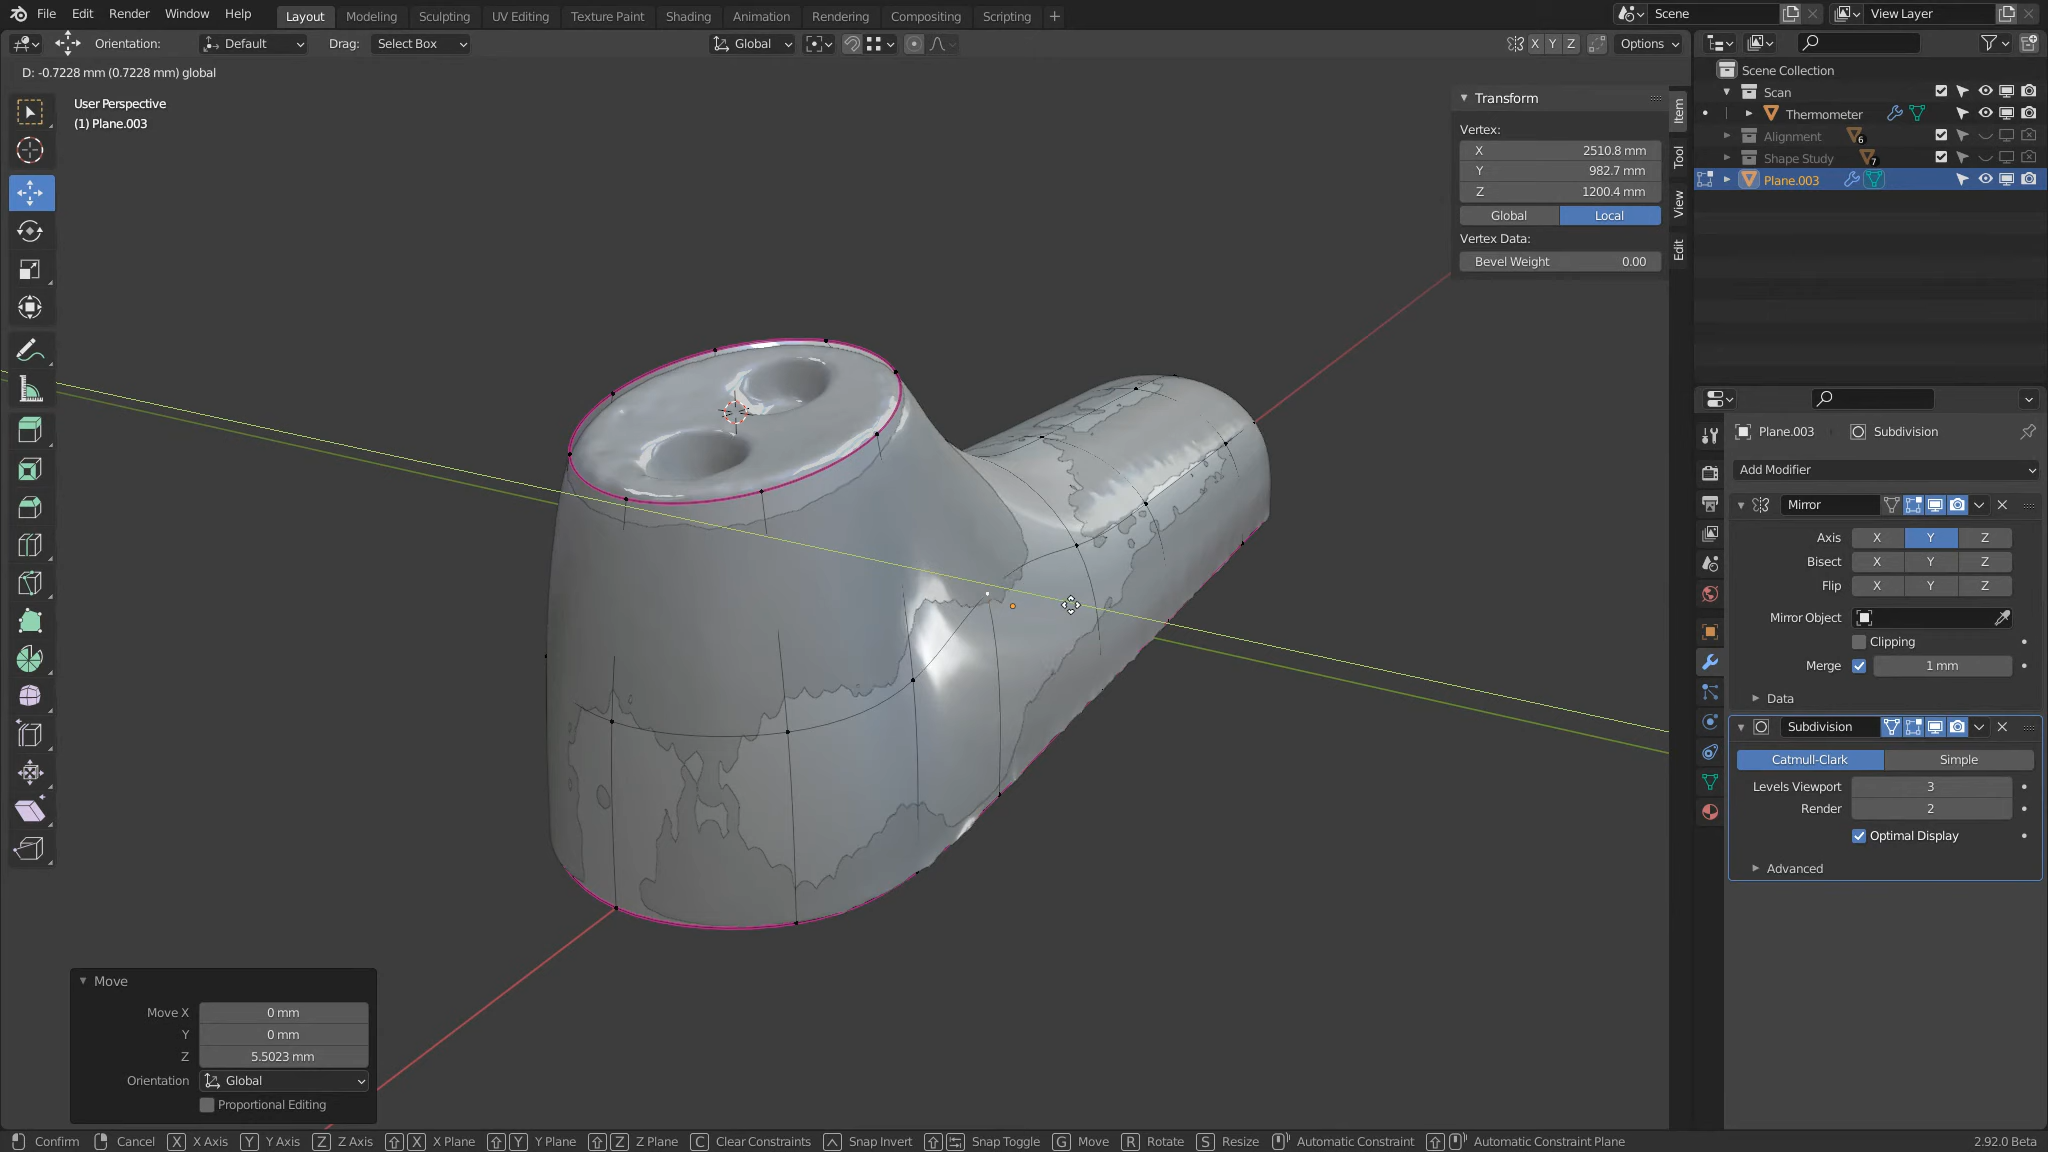 File Edit Render Window Help Layout Modeling Sculpting UV Editing Texture Paint Shading Animation Rendering Compositing Scripting + Scene View Layer
Orientation: Default Drag: Select Box Global X Y Z Options
D: -0.7228 mm (0.7228 mm) global
User Perspective
(1) Plane.003
Transform
Vertex:
X 2510.8 mm
Y 982.7 mm
Z 1200.4 mm
Global Local
Vertex Data:
Bevel Weight 0.00
Item
Tool
View
Edit
Scene Collection
Scan
Thermometer
Alignment 6
Shape Study 7
Plane.003
Plane.003 Subdivision
Add Modifier
Mirror
Axis X Y Z
Bisect X Y Z
Flip X Y Z
Mirror Object
Clipping
Merge 1 mm
Data
Subdivision
Catmull-Clark Simple
Levels Viewport 3
Render 2
Optimal Display
Advanced
Move
Move X 0 mm
Y 0 mm
Z 5.5023 mm
Orientation Global
Proportional Editing
Confirm Cancel X X Axis Y Y Axis Z Z Axis X X Plane Y Y Plane Z Z Plane C Clear Constraints Snap Invert Snap Toggle G Move R Rotate S Resize Automatic Constraint Automatic Constraint Plane 2.92.0 Beta